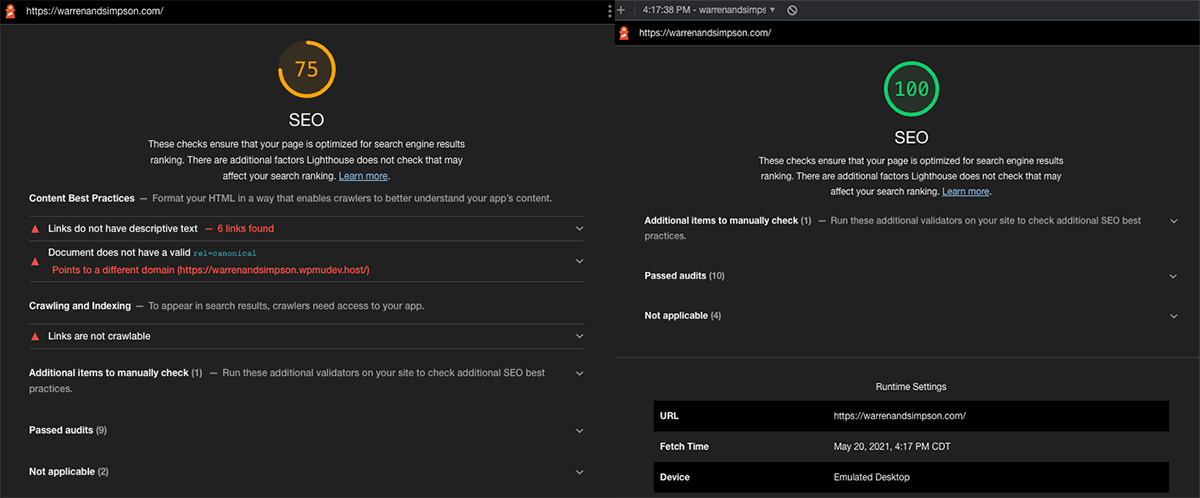 https://warrenandsimpson.com/
75
SEO
These checks ensure that your page is optimized for search engine results
ranking. There are additional factors Lighthouse does not check that may
affect your search ranking. Learn more.
Content Best Practices — Format your HTML in a way that enables crawlers to better understand your app's content.
Links do not have descriptive text — 6 links found
Document does not have a valid rel=canonical
Points to a different domain (https://warrenandsimpson.wpmudev.host/)
Crawling and Indexing — To appear in search results, crawlers need access to your app.
Links are not crawlable
Additional items to manually check (1) — Run these additional validators on your site to check additional SEO best
practices.
Passed audits (9)
Not applicable (2)
4:17:38 PM - warrenandsimps
https://warrenandsimpson.com/
100
SEO
These checks ensure that your page is optimized for search engine results
ranking. There are additional factors Lighthouse does not check that may
affect your search ranking. Learn more.
Additional items to manually check (1) — Run these additional validators on your site to check additional SEO best
practices.
Passed audits (10)
Not applicable (4)
Runtime Settings
URL https://warrenandsimpson.com/
Fetch Time May 20, 2021, 4:17 PM CDT
Device Emulated Desktop